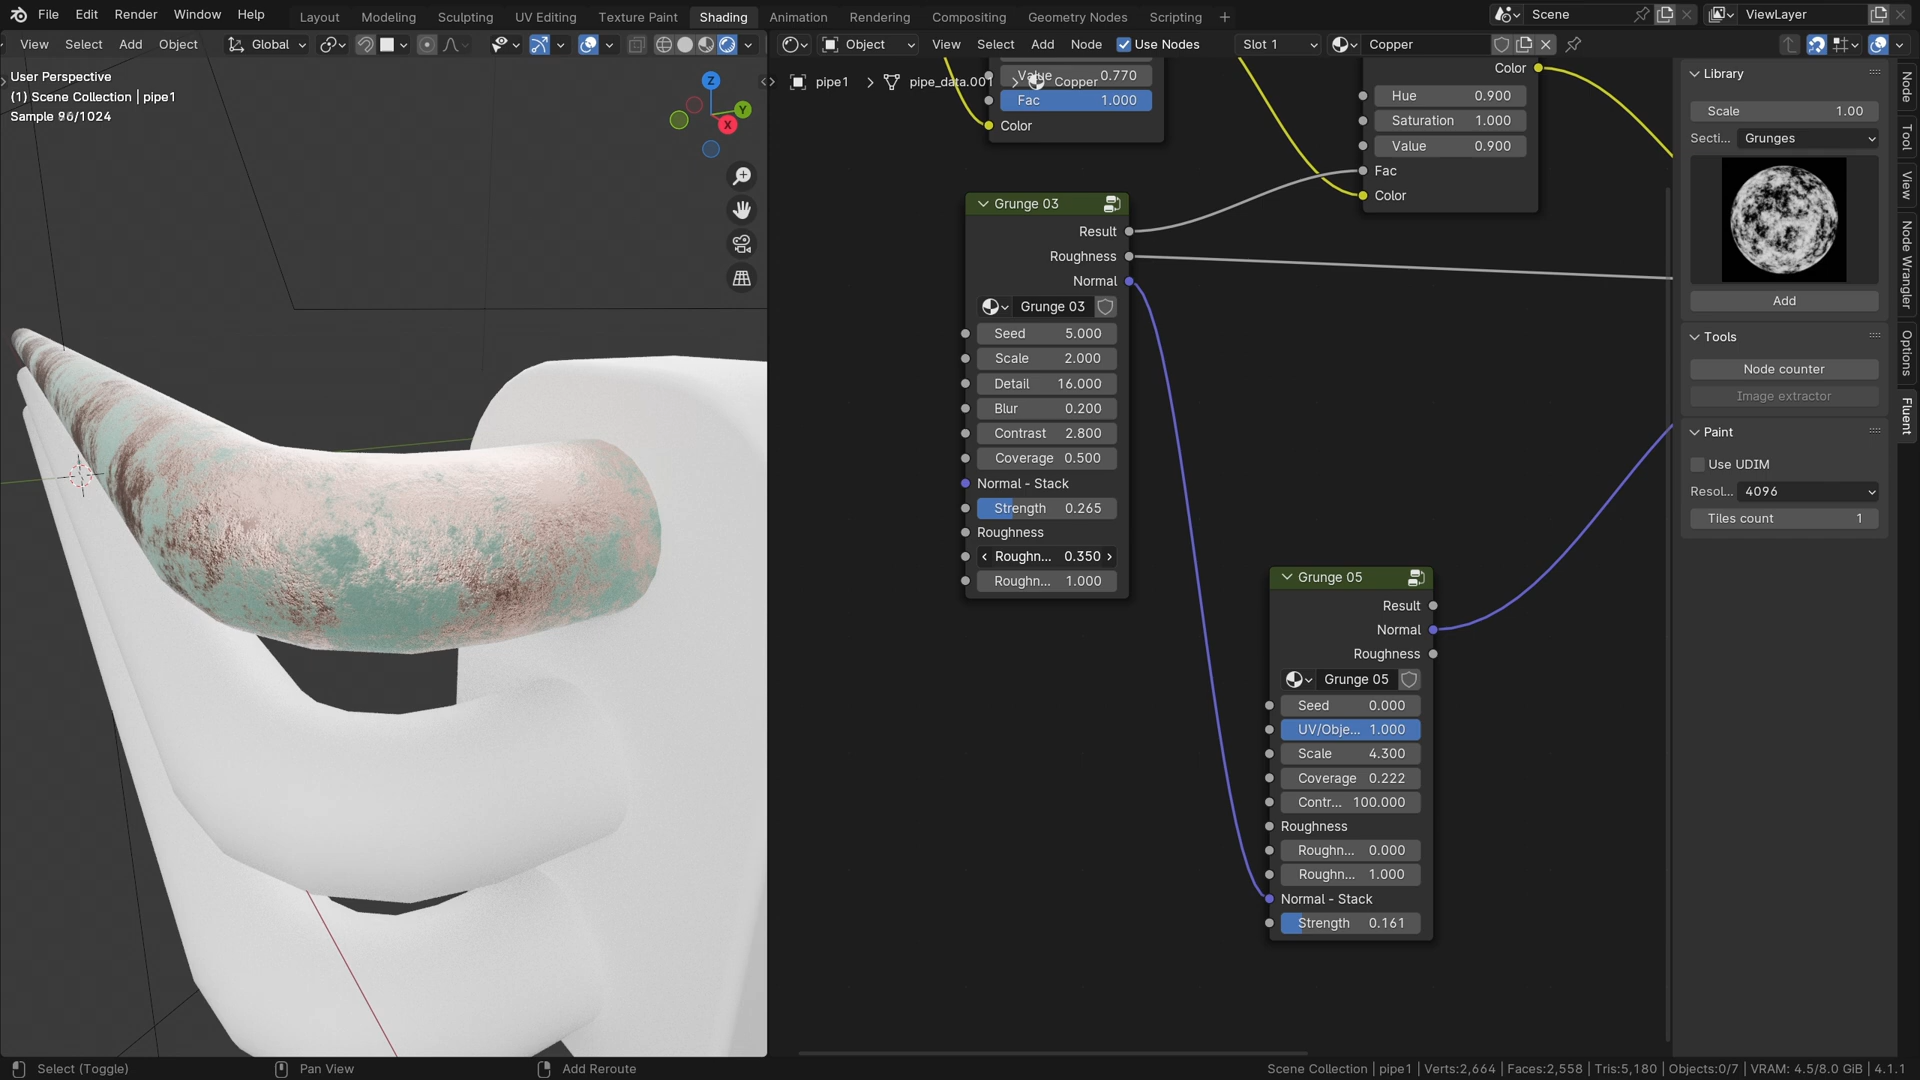 File Edit Render Window Help Layout Modeling Sculpting UV Editing Texture Paint Shading Animation Rendering Compositing Geometry Nodes Scripting + Scene ViewLayer
View Select Add Object Global Object View Select Add Node Use Nodes Slot 1 Copper
User Perspective
(1) Scene Collection | pipe1
Sample 96/1024
Z
Y
X
pipe1 > pipe_data.001 > Copper
Value 0.770
Fac 1.000
Color
Color
Hue 0.900
Saturation 1.000
Value 0.900
Fac
Color
Grunge 03
Result
Roughness
Normal
Grunge 03
Seed 5.000
Scale 2.000
Detail 16.000
Blur 0.200
Contrast 2.800
Coverage 0.500
Normal - Stack
Strength 0.265
Roughness
Roughn... 0.350
Roughn... 1.000
Grunge 05
Result
Normal
Roughness
Grunge 05
Seed 0.000
UV/Obje... 1.000
Scale 4.300
Coverage 0.222
Contr... 100.000
Roughness
Roughn... 0.000
Roughn... 1.000
Normal - Stack
Strength 0.161
Library
Scale 1.00
Secti... Grunges
Add
Tools
Node counter
Image extractor
Paint
Use UDIM
Resol... 4096
Tiles count 1
Node
Tool
View
Node Wrangler
Options
Fluent
Select (Toggle) Pan View Add Reroute Scene Collection | pipe1 | Verts:2,664 | Faces:2,558 | Tris:5,180 | Objects:0/7 | VRAM: 4.5/8.0 GiB | 4.1.1